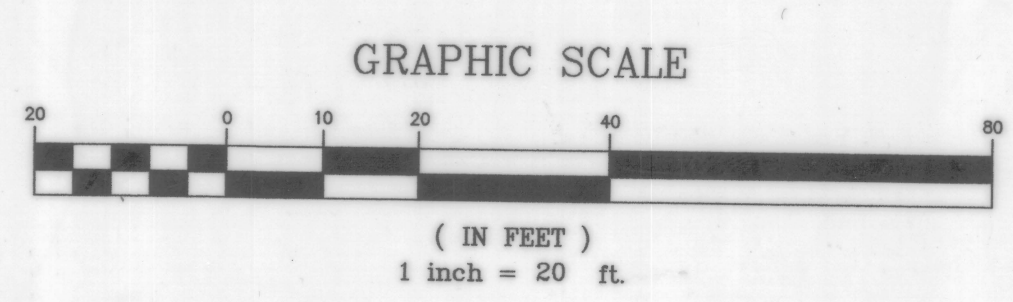 GRAPHIC SCALE
20 0 10 20 40 80
( IN FEET )
1 inch = 20 ft.